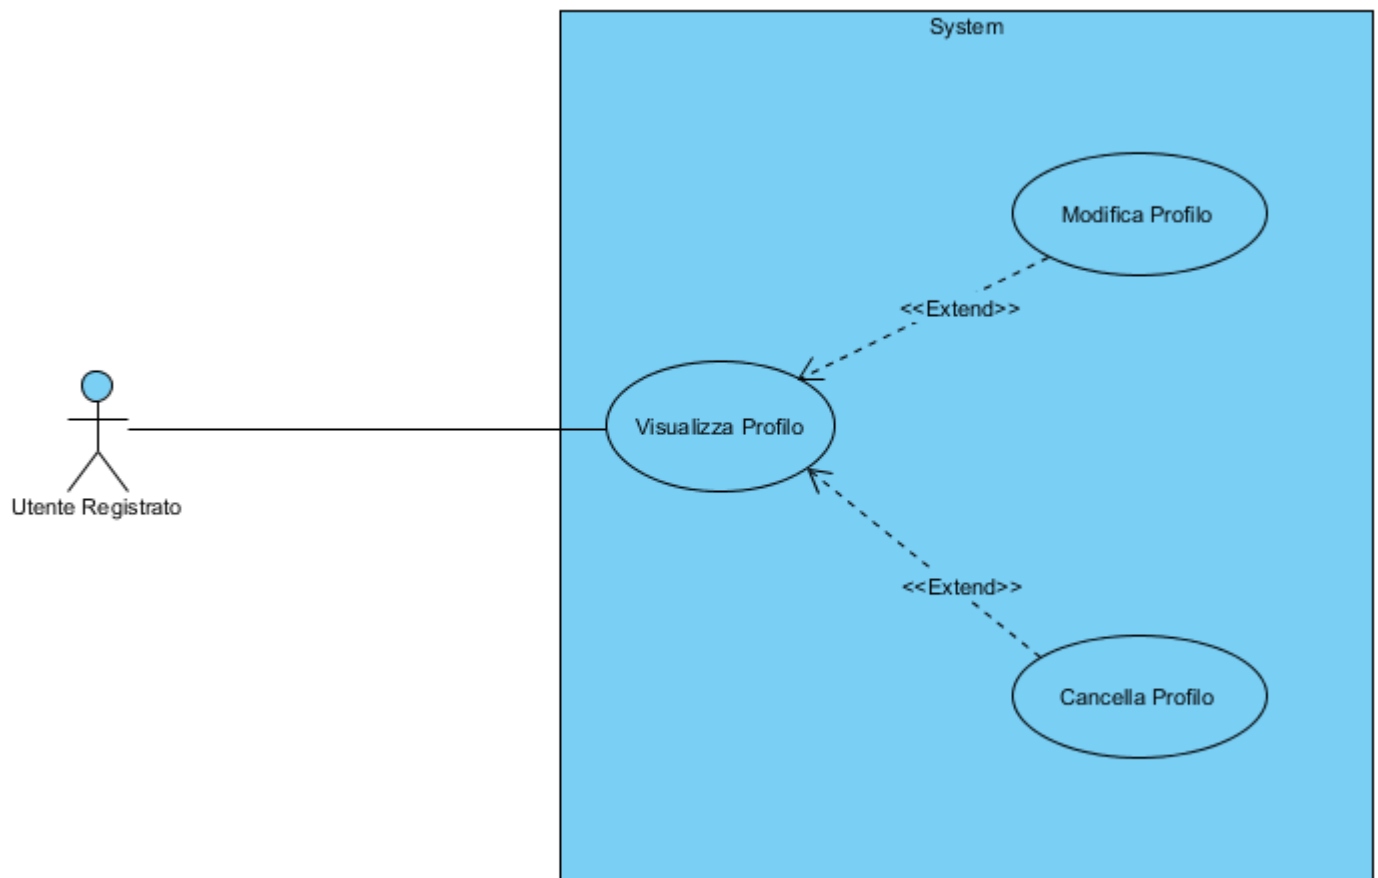 System
Modifica Profilo
<<Extend>>
Visualizza Profilo
Utente Registrato
<<Extend>>
Cancella Profilo